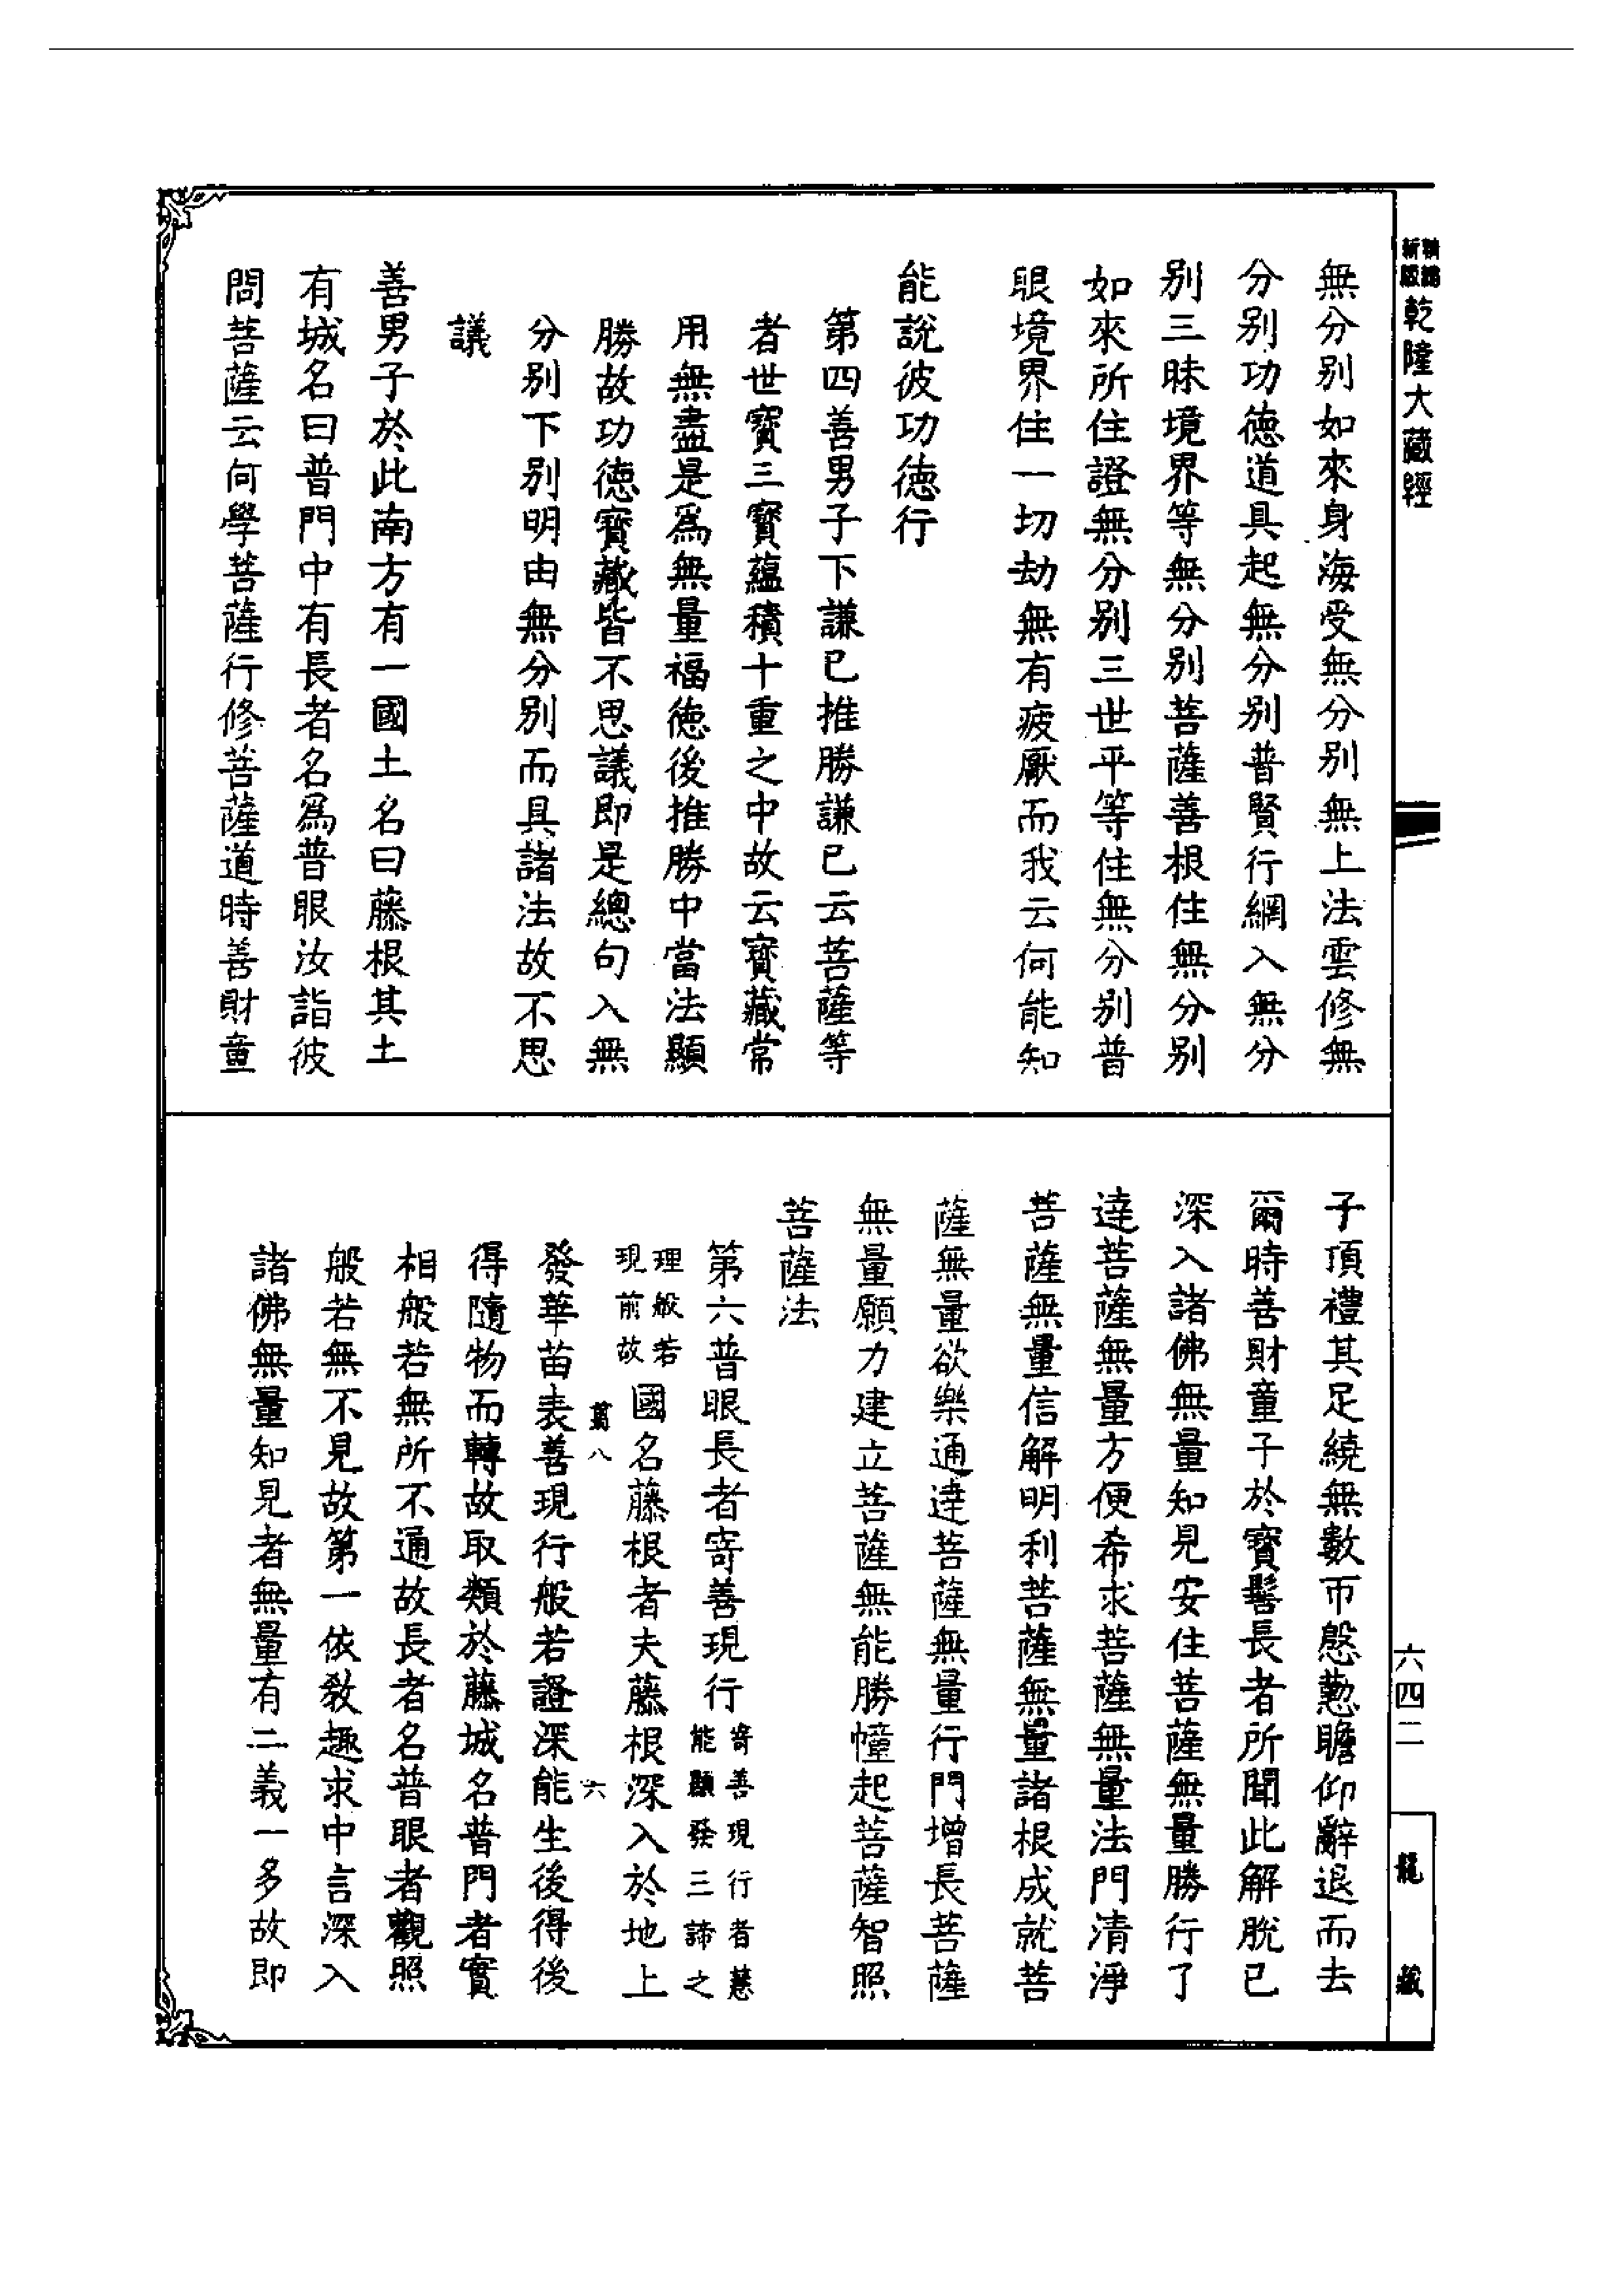 新編縮版 乾隆大藏經
無分別如來身海受無分別無上法雲修無
分別功德道具起無分別普賢行網入無分
別三昧境界等無分別菩薩善根住無分別
如來所住證無分別三世平等住無分別普
眼境界住一切劫無有疲厭而我云何能知
能說彼功德行
第四善男子下謙已推勝謙已云菩薩等
者世寶三寶蘊積十重之中故云寶藏常
用無盡是為無量福德後推勝中當法顯
勝故功德寶藏皆不思議即是總句入無
分別下別明由無分別而具諸法故不思
議
善男子於此南方有一國土名曰藤根其土
有城名曰普門中有長者名為普眼汝詣彼
問菩薩云何學菩薩行修菩薩道時善財童
子頂禮其足繞無數帀慇懃瞻仰辭退而去
爾時善財童子於寶髻長者所聞此解脫已
深入諸佛無量知見安住菩薩無量勝行了
達菩薩無量方便希求菩薩無量法門清淨
菩薩無量信解明利菩薩無量諸根成就菩
薩無量欲樂通達菩薩無量行門增長菩薩
無量願力建立菩薩無能勝幢起菩薩智照
菩薩法
第六普眼長者寄善現行寄善現行者慧能顯發三諦之
理般若現前故國名藤根者夫藤根深入於地上
發華苗表善現行般若證深能生後得後
得隨物而轉故取類於藤城名普門者實
相般若無所不通故長者名普眼者觀照
般若無不見故第一依教趣求中言深入
諸佛無量知見者無量有二義一多故即
八
六
六四二
龍藏